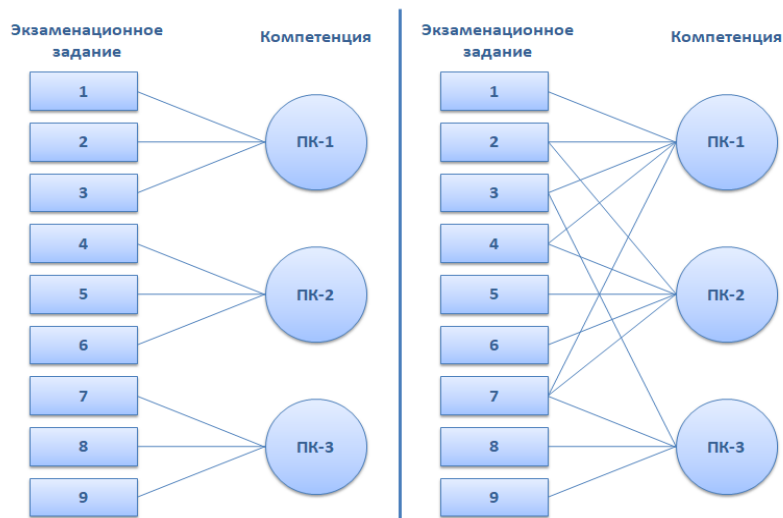 Экзаменационное
задание
Компетенция
1
2
3
4
5
6
7
8
9
ПК-1
ПК-2
ПК-3
Экзаменационное
задание
Компетенция
1
2
3
4
5
6
7
8
9
ПК-1
ПК-2
ПК-3